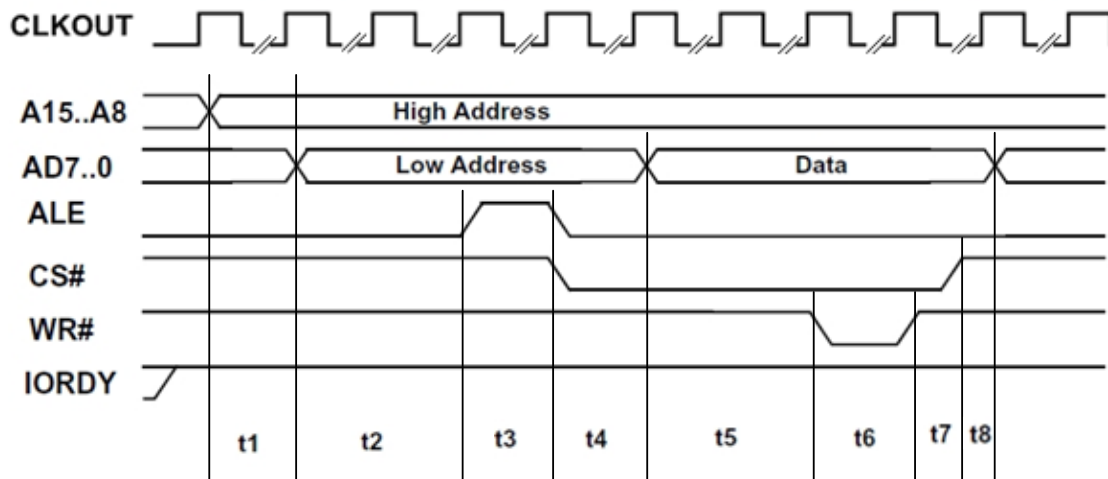 CLKOUT
A15..A8 High Address
AD7..0 Low Address Data
ALE
CS#
WR#
IORDY
t1 t2 t3 t4 t5 t6 t7 t8